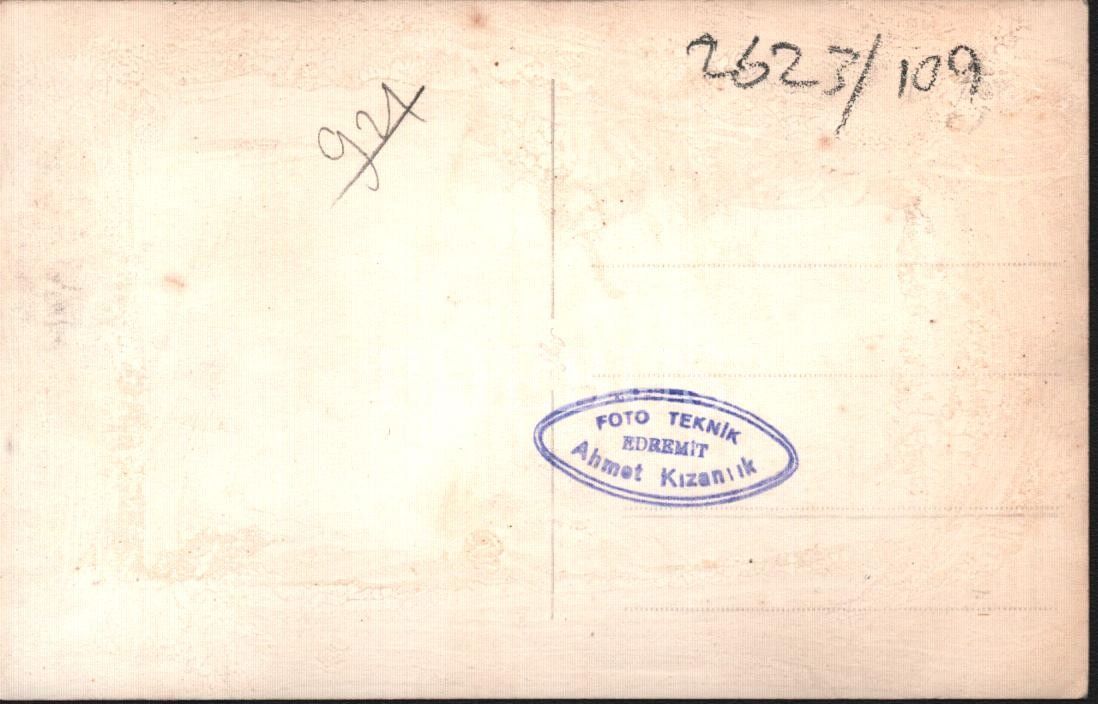 2623/109
924
FOTO TEKNİK
EDREMİT
Ahmet Kızanlık